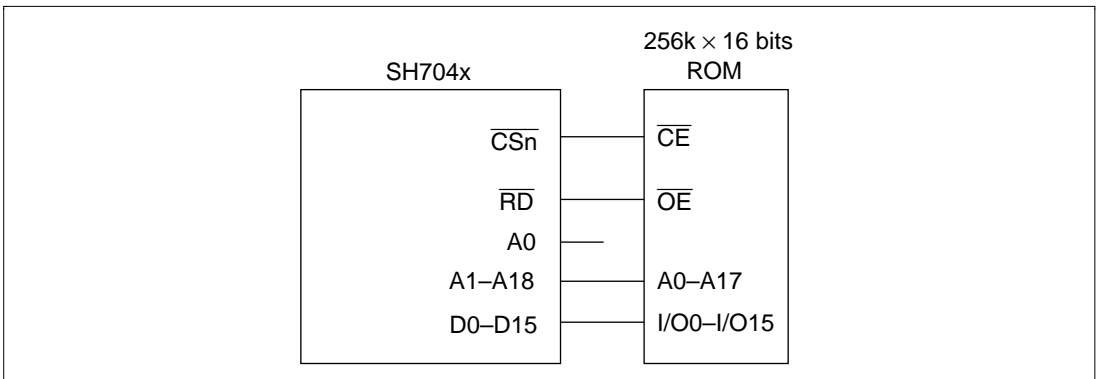 256k × 16 bits
SH704x ROM
CSn CE
RD OE
A0
A1–A18 A0–A17
D0–D15 I/O0–I/O15